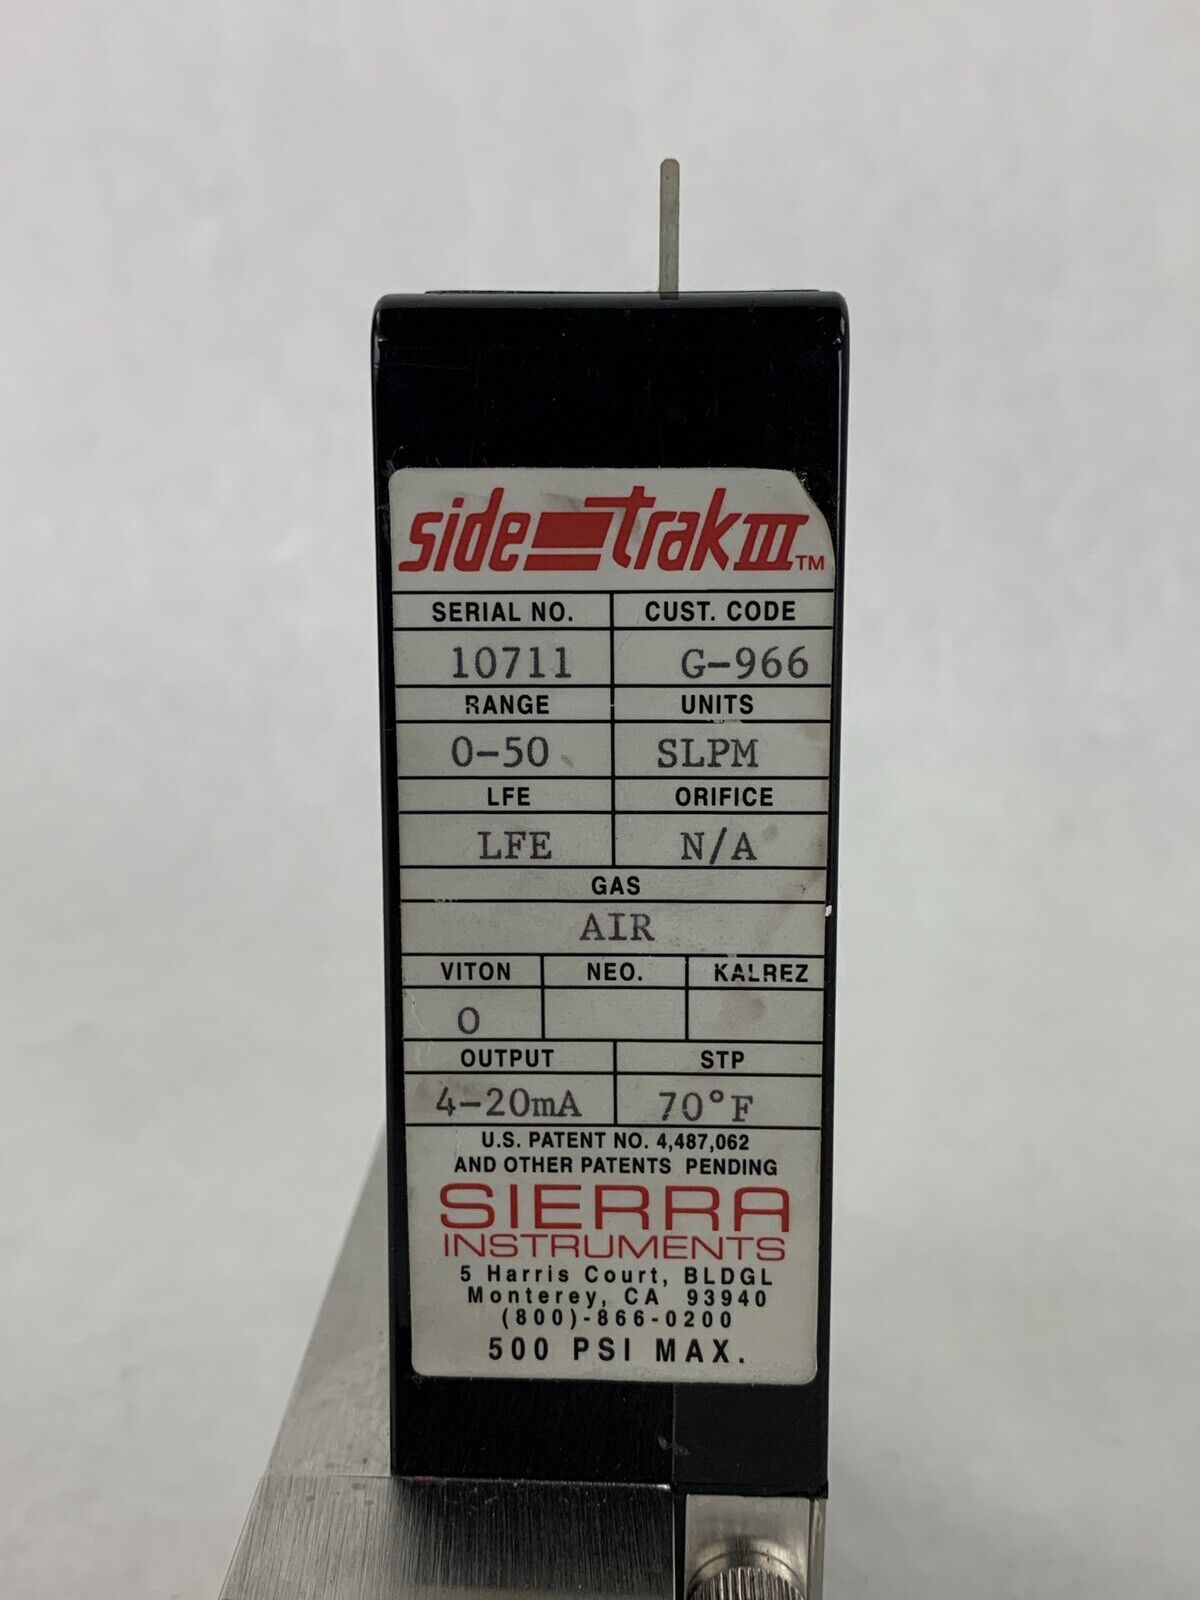 side-trak III TM
SERIAL NO. CUST. CODE
10711 G-966
RANGE UNITS
0-50 SLPM
LFE ORIFICE
LFE N/A
GAS
AIR
VITON NEO. KALREZ
O
OUTPUT STP
4-20mA 70°F
U.S. PATENT NO. 4,487,062
AND OTHER PATENTS PENDING
SIERRA
INSTRUMENTS
5 Harris Court, BLDGL
Monterey, CA 93940
(800)-866-0200
500 PSI MAX.